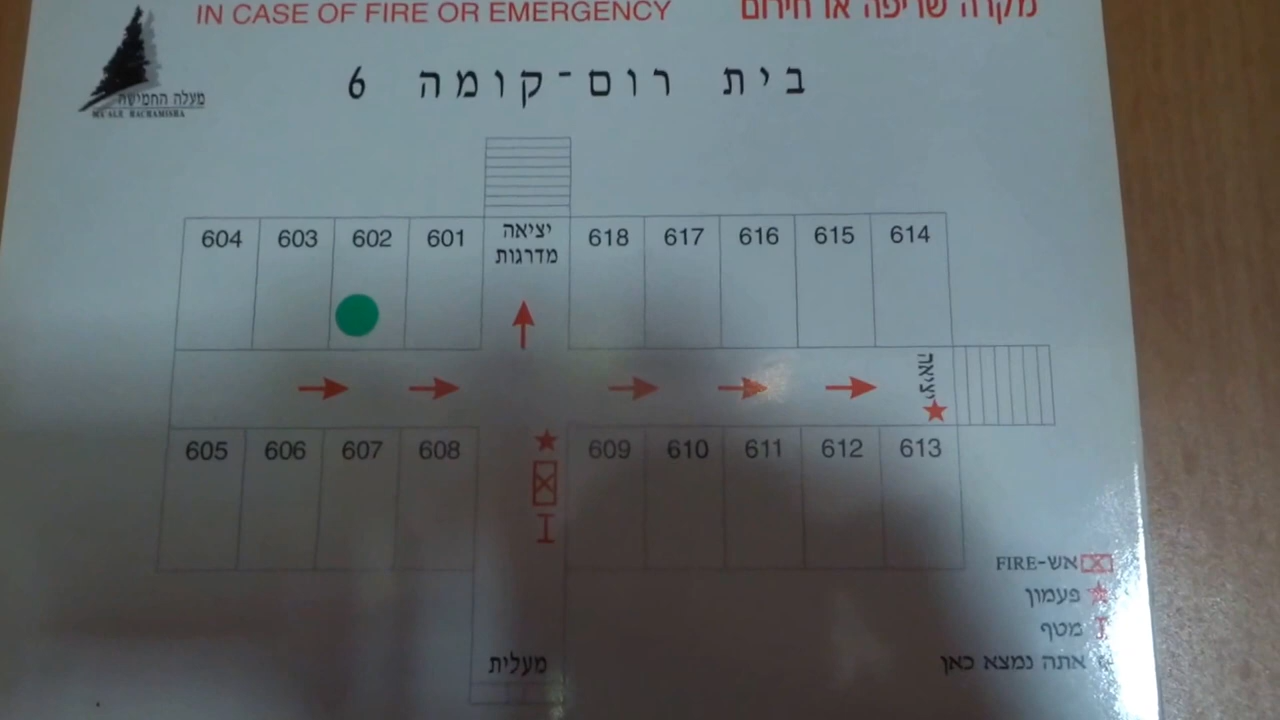 IN CASE OF FIRE OR EMERGENCY
מקרה שריפה או חירום
מעלה החמישה
MA'ALE HACHAMISHA
בית רום-קומה 6
604 603 602 601 יציאה מדרגות 618 617 616 615 614
יציאה
605 606 607 608 609 610 611 612 613
אש-FIRE
פעמון
מטף
אתה נמצא כאן
מעלית